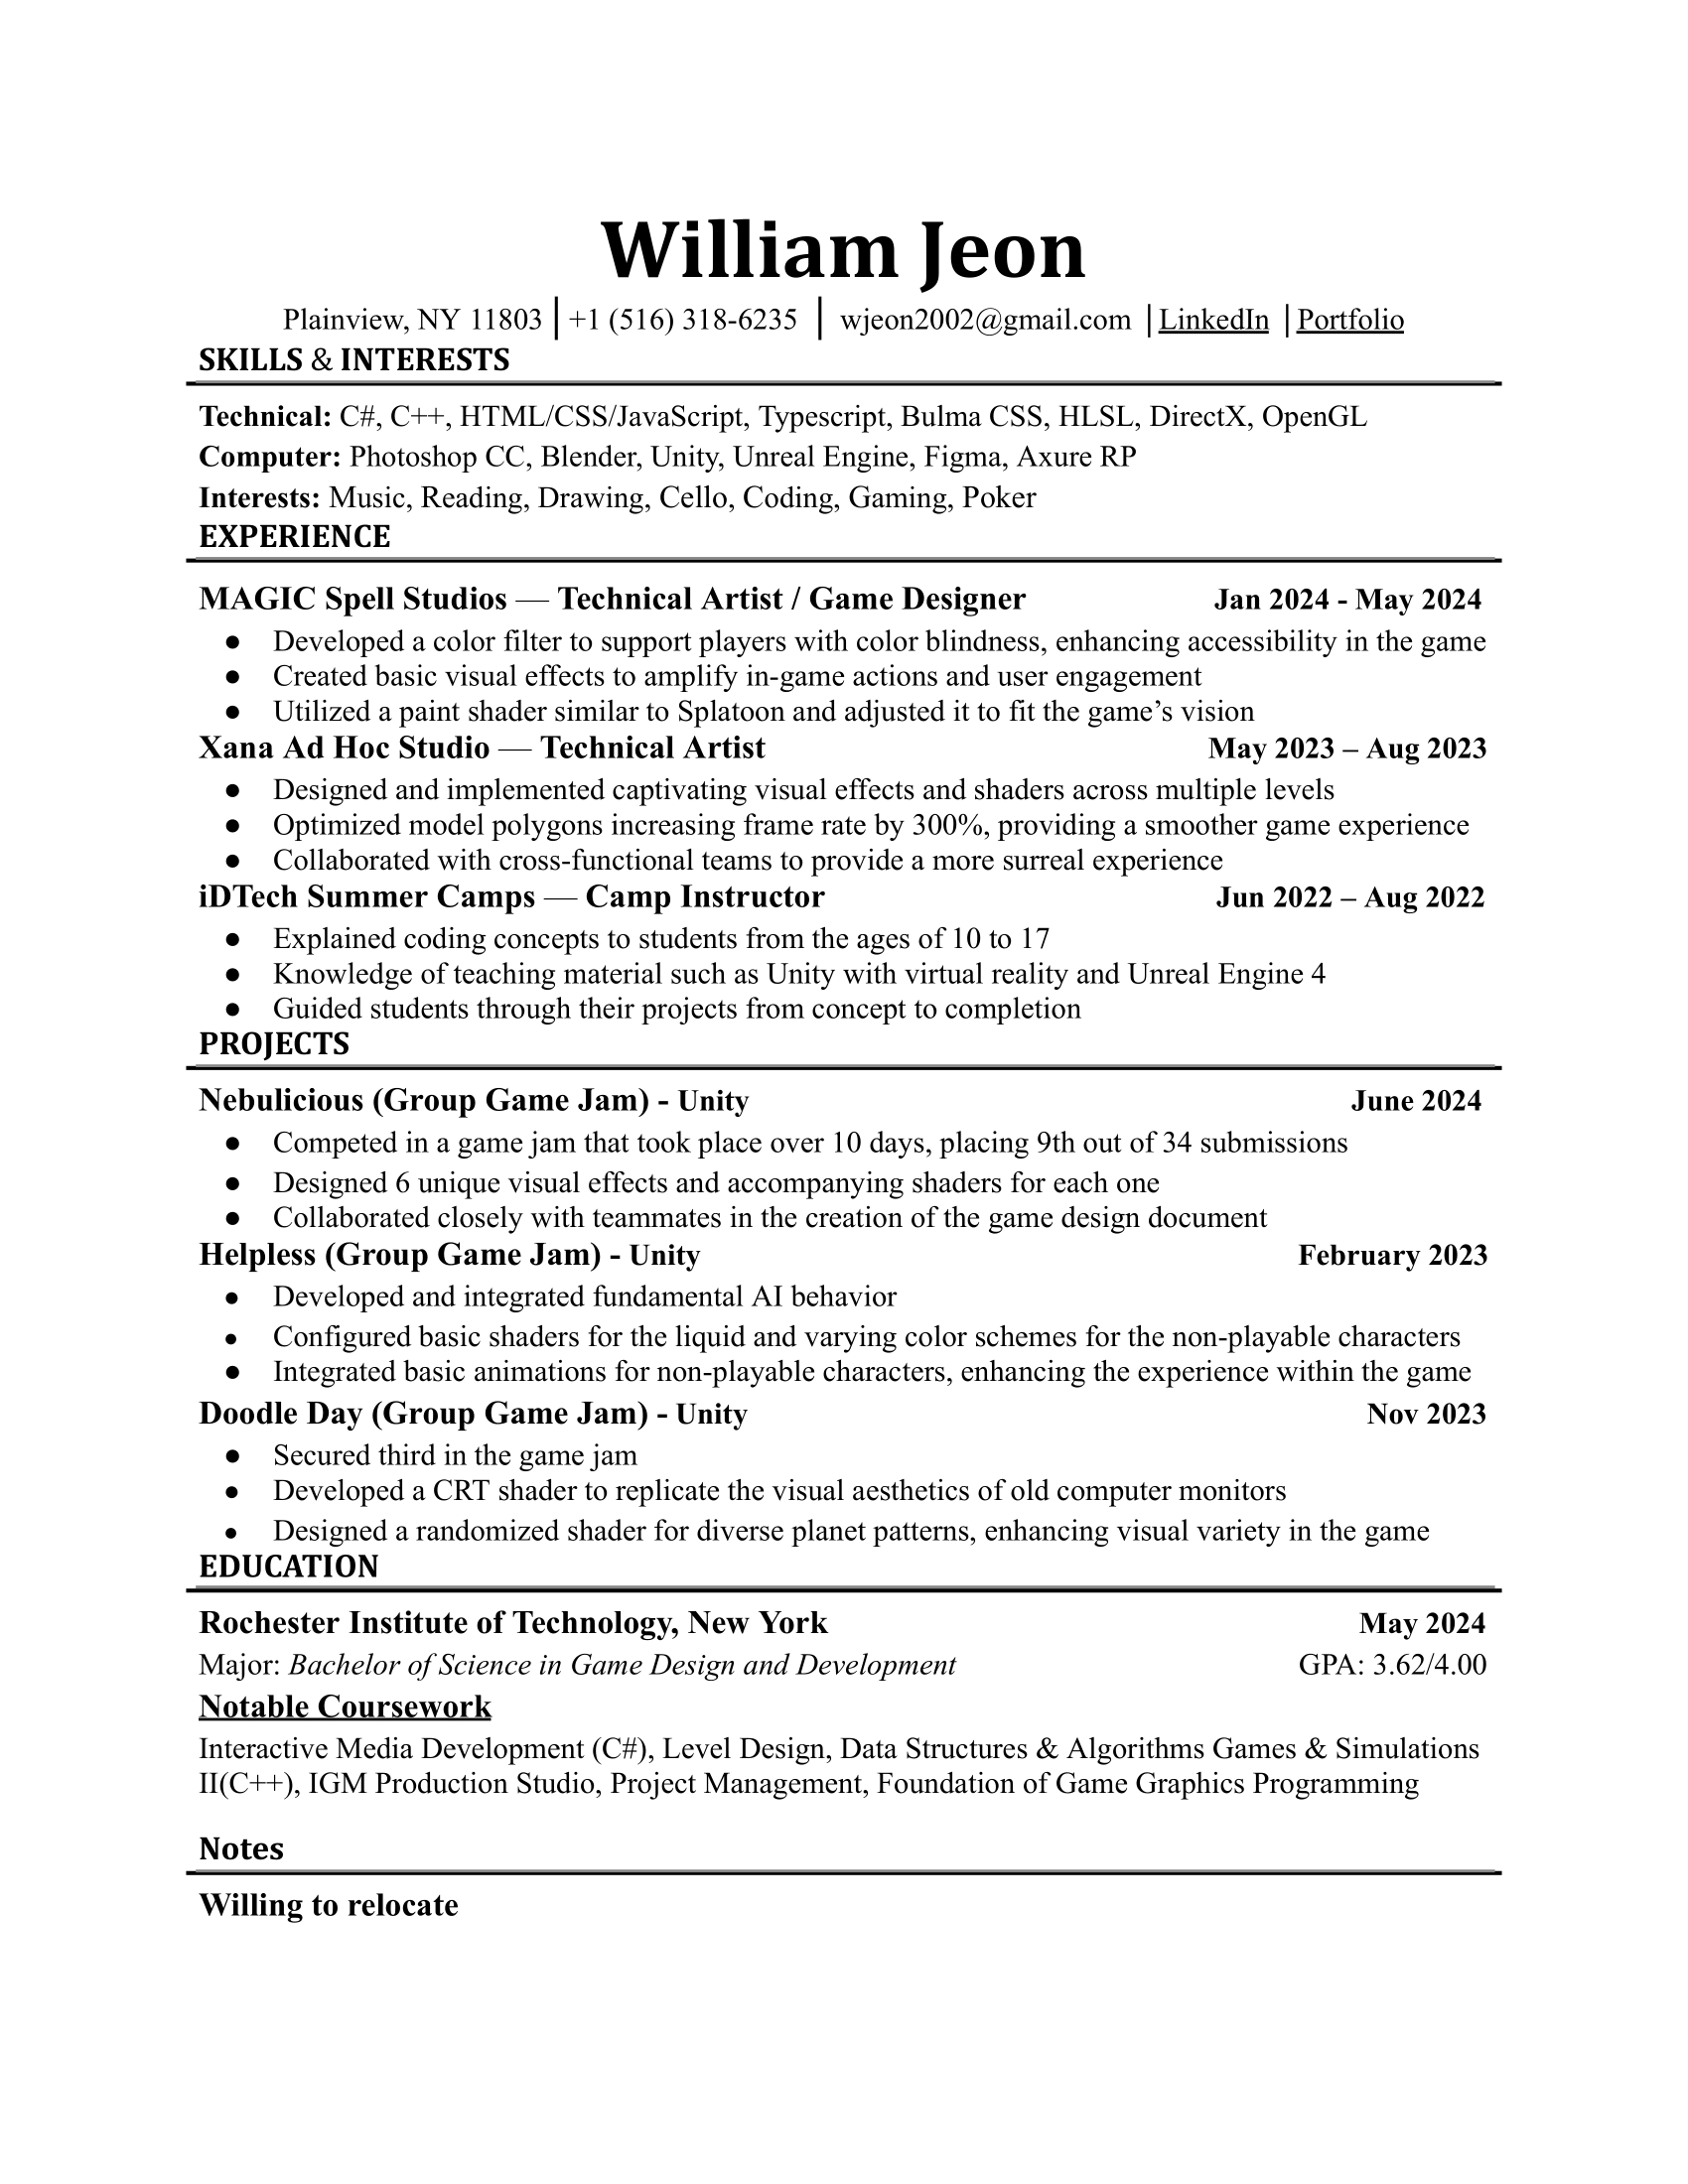 William Jeon
Plainview, NY 11803 | +1 (516) 318-6235 | wjeon2002@gmail.com | LinkedIn | Portfolio
SKILLS & INTERESTS
Technical: C#, C++, HTML/CSS/JavaScript, Typescript, Bulma CSS, HLSL, DirectX, OpenGL
Computer: Photoshop CC, Blender, Unity, Unreal Engine, Figma, Axure RP
Interests: Music, Reading, Drawing, Cello, Coding, Gaming, Poker
EXPERIENCE
MAGIC Spell Studios — Technical Artist / Game Designer Jan 2024 - May 2024
● Developed a color filter to support players with color blindness, enhancing accessibility in the game
● Created basic visual effects to amplify in-game actions and user engagement
● Utilized a paint shader similar to Splatoon and adjusted it to fit the game’s vision
Xana Ad Hoc Studio — Technical Artist May 2023 – Aug 2023
● Designed and implemented captivating visual effects and shaders across multiple levels
● Optimized model polygons increasing frame rate by 300%, providing a smoother game experience
● Collaborated with cross-functional teams to provide a more surreal experience
iDTech Summer Camps — Camp Instructor Jun 2022 – Aug 2022
● Explained coding concepts to students from the ages of 10 to 17
● Knowledge of teaching material such as Unity with virtual reality and Unreal Engine 4
● Guided students through their projects from concept to completion
PROJECTS
Nebulicious (Group Game Jam) - Unity June 2024
● Competed in a game jam that took place over 10 days, placing 9th out of 34 submissions
● Designed 6 unique visual effects and accompanying shaders for each one
● Collaborated closely with teammates in the creation of the game design document
Helpless (Group Game Jam) - Unity February 2023
● Developed and integrated fundamental AI behavior
● Configured basic shaders for the liquid and varying color schemes for the non-playable characters
● Integrated basic animations for non-playable characters, enhancing the experience within the game
Doodle Day (Group Game Jam) - Unity Nov 2023
● Secured third in the game jam
● Developed a CRT shader to replicate the visual aesthetics of old computer monitors
● Designed a randomized shader for diverse planet patterns, enhancing visual variety in the game
EDUCATION
Rochester Institute of Technology, New York May 2024
Major: Bachelor of Science in Game Design and Development GPA: 3.62/4.00
Notable Coursework
Interactive Media Development (C#), Level Design, Data Structures & Algorithms Games & Simulations
II(C++), IGM Production Studio, Project Management, Foundation of Game Graphics Programming
Notes
Willing to relocate